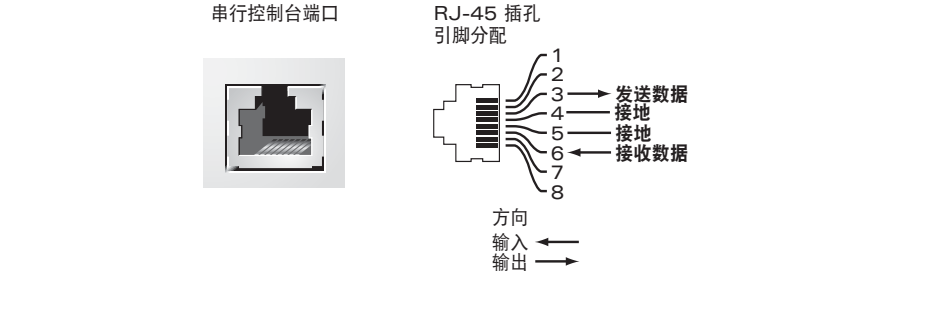 串行控制台端口
RJ-45 插孔
引脚分配
1
2
3 发送数据
4 接地
5 接地
6 接收数据
7
8
方向
输入
输出